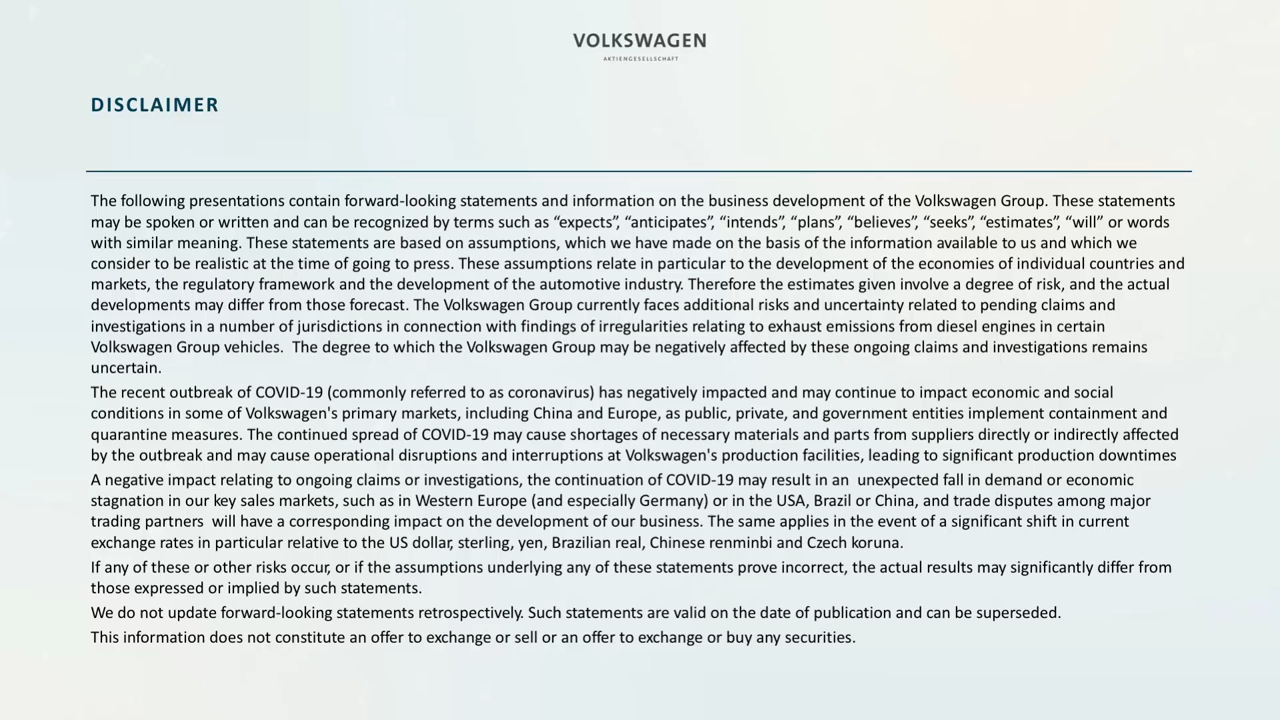 VOLKSWAGEN
AKTIENGESELLSCHAFT
DISCLAIMER
The following presentations contain forward-looking statements and information on the business development of the Volkswagen Group. These statements
may be spoken or written and can be recognized by terms such as “expects”, “anticipates”, “intends”, “plans”, “believes”, “seeks”, “estimates”, “will” or words
with similar meaning. These statements are based on assumptions, which we have made on the basis of the information available to us and which we
consider to be realistic at the time of going to press. These assumptions relate in particular to the development of the economies of individual countries and
markets, the regulatory framework and the development of the automotive industry. Therefore the estimates given involve a degree of risk, and the actual
developments may differ from those forecast. The Volkswagen Group currently faces additional risks and uncertainty related to pending claims and
investigations in a number of jurisdictions in connection with findings of irregularities relating to exhaust emissions from diesel engines in certain
Volkswagen Group vehicles.  The degree to which the Volkswagen Group may be negatively affected by these ongoing claims and investigations remains
uncertain.
The recent outbreak of COVID-19 (commonly referred to as coronavirus) has negatively impacted and may continue to impact economic and social
conditions in some of Volkswagen's primary markets, including China and Europe, as public, private, and government entities implement containment and
quarantine measures. The continued spread of COVID-19 may cause shortages of necessary materials and parts from suppliers directly or indirectly affected
by the outbreak and may cause operational disruptions and interruptions at Volkswagen's production facilities, leading to significant production downtimes
A negative impact relating to ongoing claims or investigations, the continuation of COVID-19 may result in an  unexpected fall in demand or economic
stagnation in our key sales markets, such as in Western Europe (and especially Germany) or in the USA, Brazil or China, and trade disputes among major
trading partners  will have a corresponding impact on the development of our business. The same applies in the event of a significant shift in current
exchange rates in particular relative to the US dollar, sterling, yen, Brazilian real, Chinese renminbi and Czech koruna.
If any of these or other risks occur, or if the assumptions underlying any of these statements prove incorrect, the actual results may significantly differ from
those expressed or implied by such statements.
We do not update forward-looking statements retrospectively. Such statements are valid on the date of publication and can be superseded.
This information does not constitute an offer to exchange or sell or an offer to exchange or buy any securities.